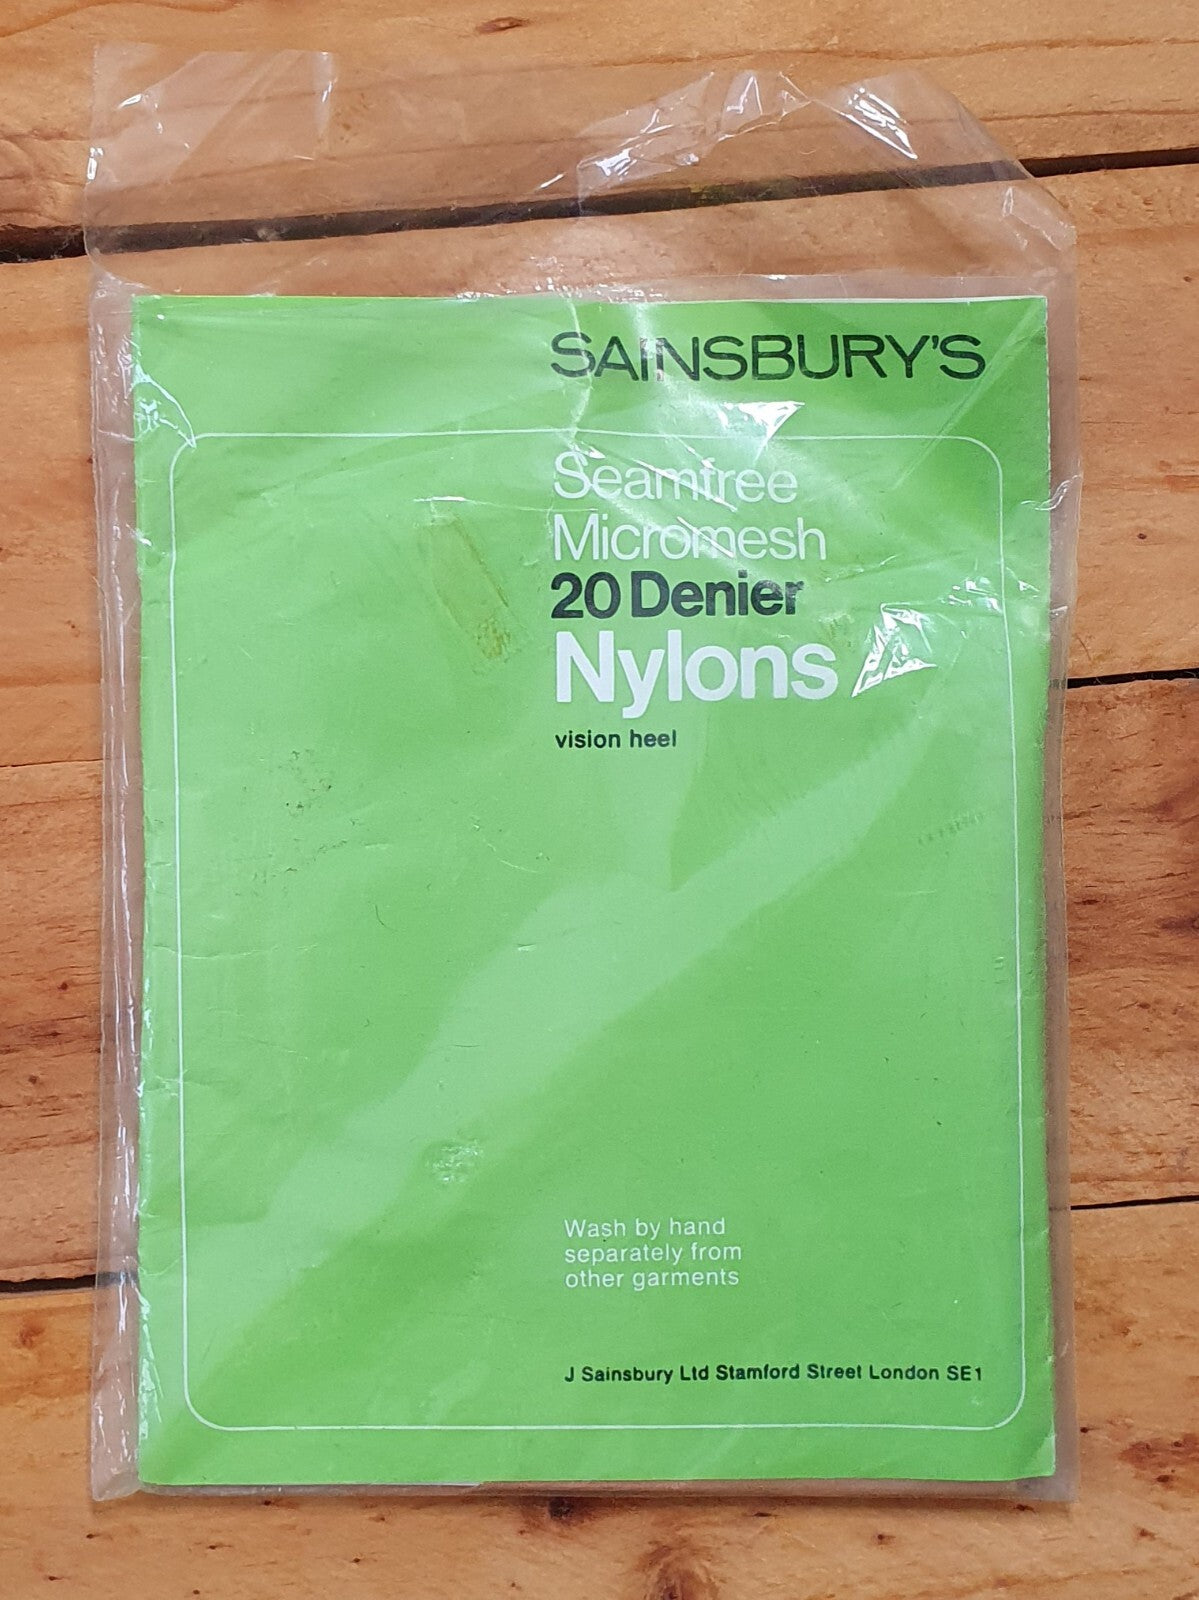 SAINSBURY'S
Seamfree
Micromesh
20 Denier
Nylons
vision heel
Wash by hand
separately from
other garments
J Sainsbury Ltd Stamford Street London SE1